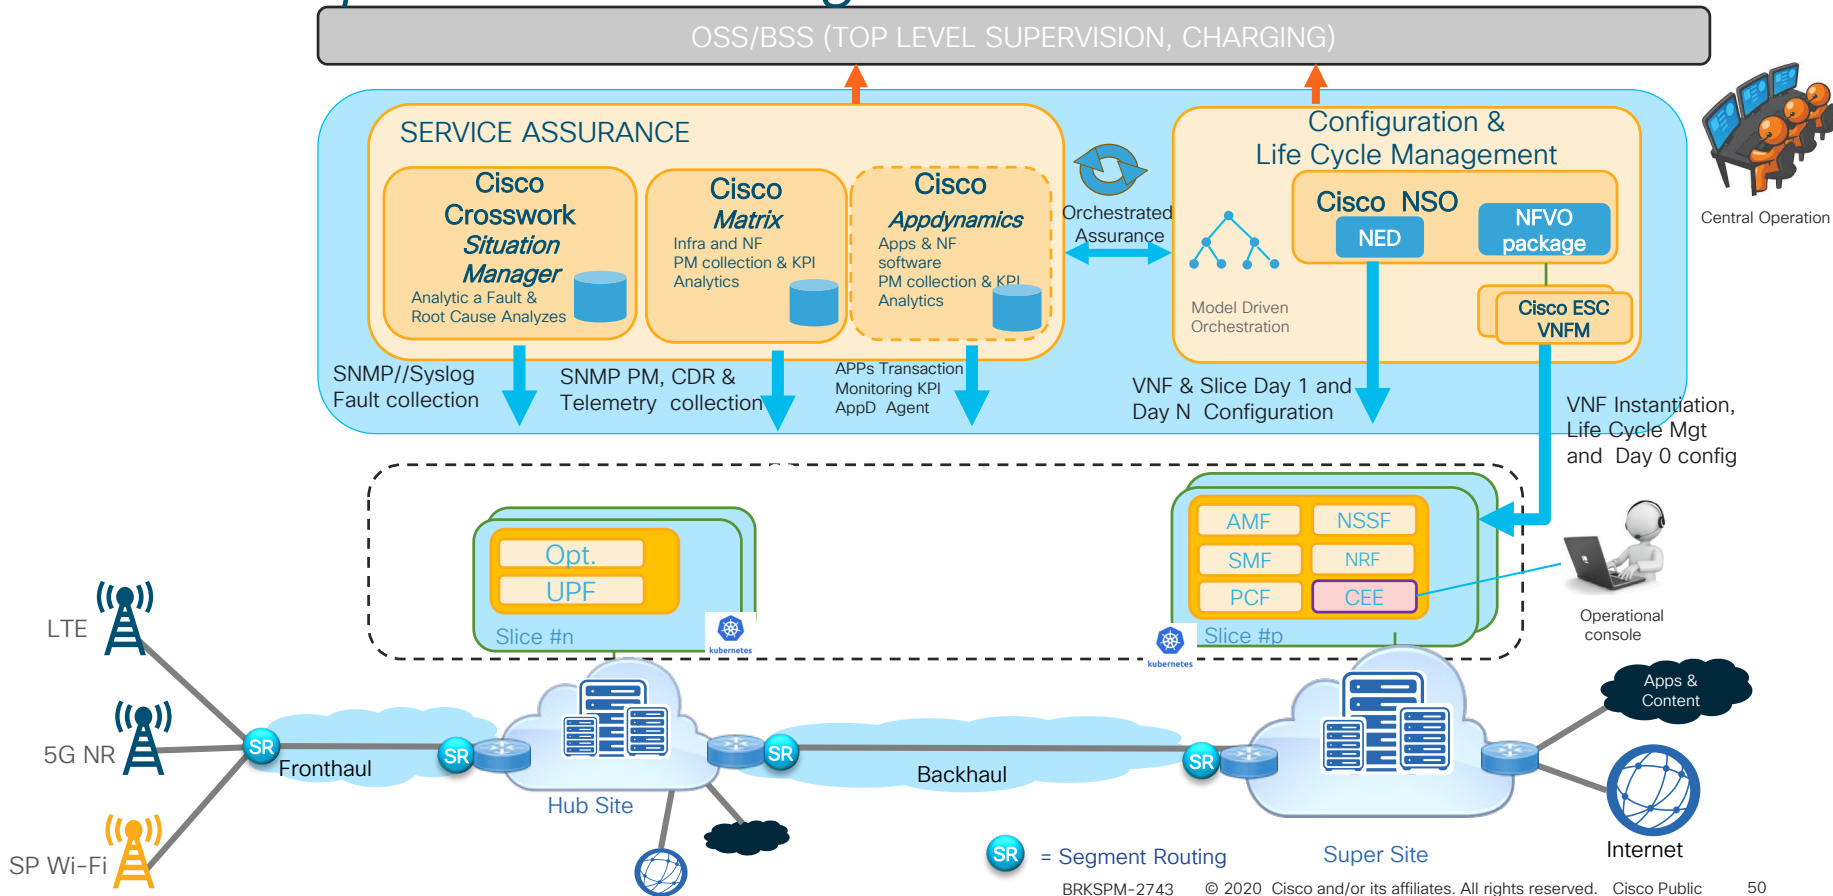 OSS/BSS (TOP LEVEL SUPERVISION, CHARGING)
SERVICE ASSURANCE
Cisco
Crosswork
Situation
Manager
Analytic a Fault &
Root Cause Analyzes
Cisco
Matrix
Infra and NF
PM collection & KPI
Analytics
Cisco
Appdynamics
Apps & NF
software
PM collection & KPI
Analytics
Orchestrated
Assurance
Configuration &
Life Cycle Management
Cisco NSO
NED
NFVO
package
Cisco ESC
VNFM
Model Driven
Orchestration
Central Operation
SNMP//Syslog
Fault collection
SNMP PM, CDR &
Telemetry collection
APPs Transaction
Monitoring KPI
AppD Agent
VNF & Slice Day 1 and
Day N Configuration
VNF Instantiation,
Life Cycle Mgt
and Day 0 config
Opt.
UPF
Slice #n
kubernetes
AMF
NSSF
SMF
NRF
PCF
CEE
Slice #p
kubernetes
Operational
console
LTE
5G NR
SP Wi-Fi
SR
Fronthaul
SR
Hub Site
SR
Backhaul
SR
Super Site
Apps &
Content
Internet
SR = Segment Routing
BRKSPM-2743 © 2020 Cisco and/or its affiliates. All rights reserved. Cisco Public 50